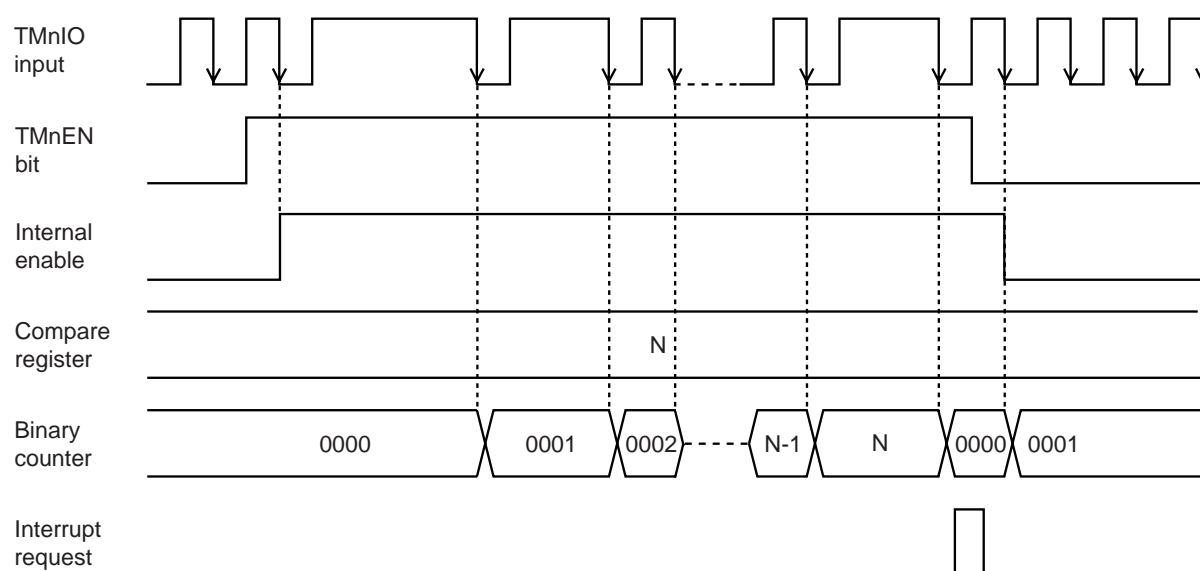 TMnIO
input
TMnEN
bit
Internal
enable
Compare
register
N
Binary
counter
0000 0001 0002 N-1 N 0000 0001
Interrupt
request